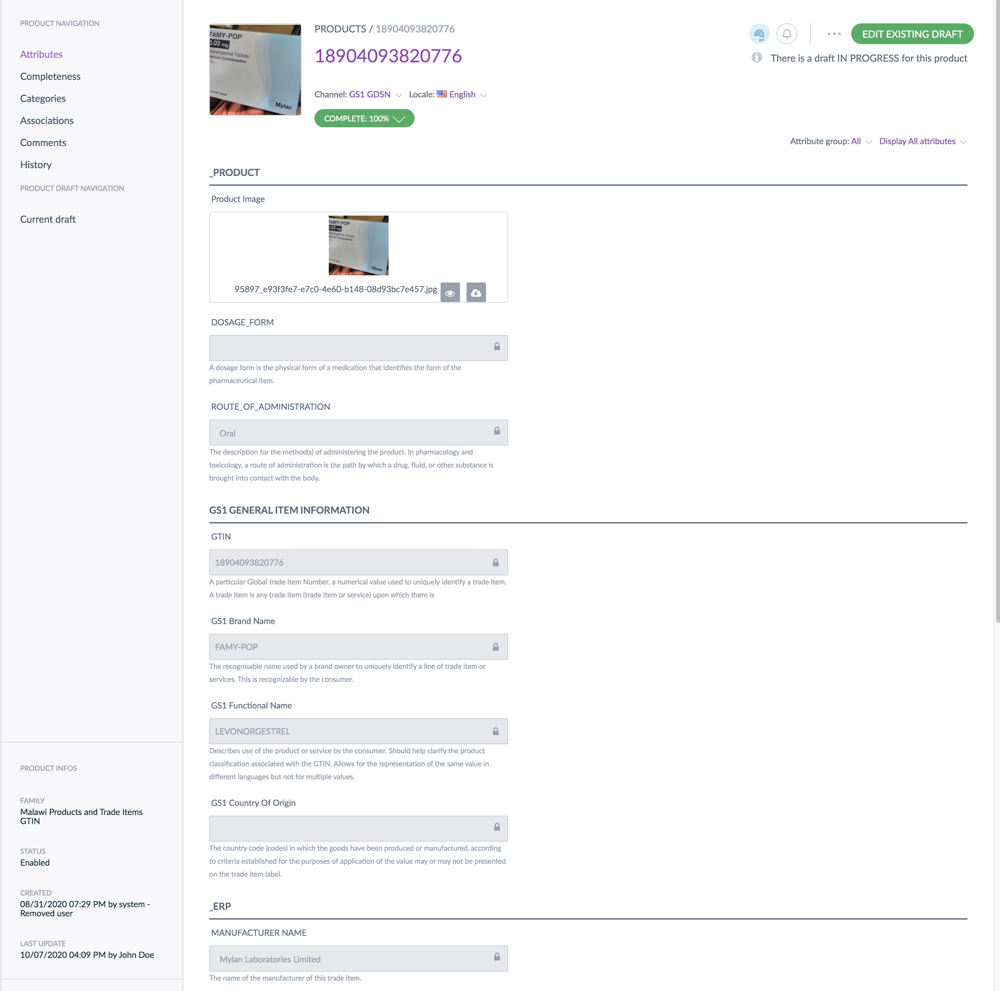 PRODUCT NAVIGATION
Attributes
Completeness
Categories
Associations
Comments
History
PRODUCT DRAFT NAVIGATION
Current draft
PRODUCT INFOS
FAMILY
Malawi Products and Trade Items
GTIN
STATUS
Enabled
CREATED
08/31/2020 07:29 PM by system -
Removed user
LAST UPDATE
10/07/2020 04:09 PM by John Doe
FAMY-POP
0.03 mg
Tablets
Contraceptive
Mylan
PRODUCTS / 18904093820776
18904093820776
Channel: GS1 GDSN Locale: English
COMPLETE: 100%
EDIT EXISTING DRAFT
There is a draft IN PROGRESS for this product
Attribute group: All Display All attributes
_PRODUCT
Product Image
FAMY-POP
0.03 mg
Tablets
Contraceptive
Mylan
95897_e93f3fe7-e7c0-4e60-b148-08d93bc7e457.jpg
DOSAGE_FORM
A dosage form is the physical form of a medication that identifies the form of the
pharmaceutical item.
ROUTE_OF_ADMINISTRATION
Oral
The description for the method(s) of administering the product. In pharmacology and
toxicology, a route of administration is the path by which a drug, fluid, or other substance is
brought into contact with the body.
GS1 GENERAL ITEM INFORMATION
GTIN
18904093820776
A particular Global trade item Number, a numerical value used to uniquely identify a trade item.
A trade item is any trade item (trade item or service) upon which there is
GS1 Brand Name
FAMY-POP
The recognisable name used by a brand owner to uniquely identify a line of trade item or
services. This is recognizable by the consumer.
GS1 Functional Name
LEVONORGESTREL
Describes use of the product or service by the consumer. Should help clarify the product
classification associated with the GTIN. Allows for the representation of the same value in
different languages but not for multiple values.
GS1 Country Of Origin
The country code (codes) in which the goods have been produced or manufactured, according
to criteria established for the purposes of application of the value may or may not be presented
on the trade item label.
_ERP
MANUFACTURER NAME
Mylan Laboratories Limited
The name of the manufacturer of this trade item.